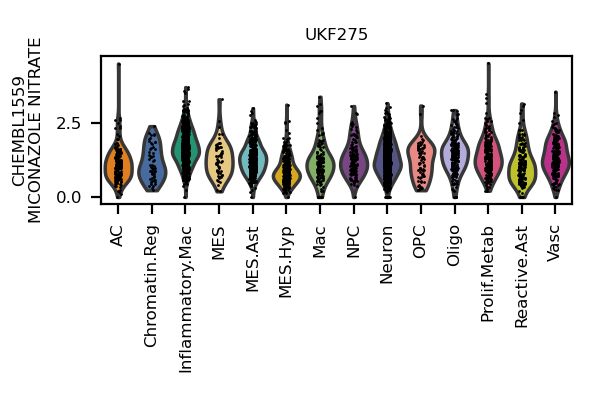 UKF275
CHEMBL1559
MICONAZOLE NITRATE
2.5
0.0
AC
Chromatin.Reg
Inflammatory.Mac
MES
MES.Ast
MES.Hyp
Mac
NPC
Neuron
OPC
Oligo
Prolif.Metab
Reactive.Ast
Vasc